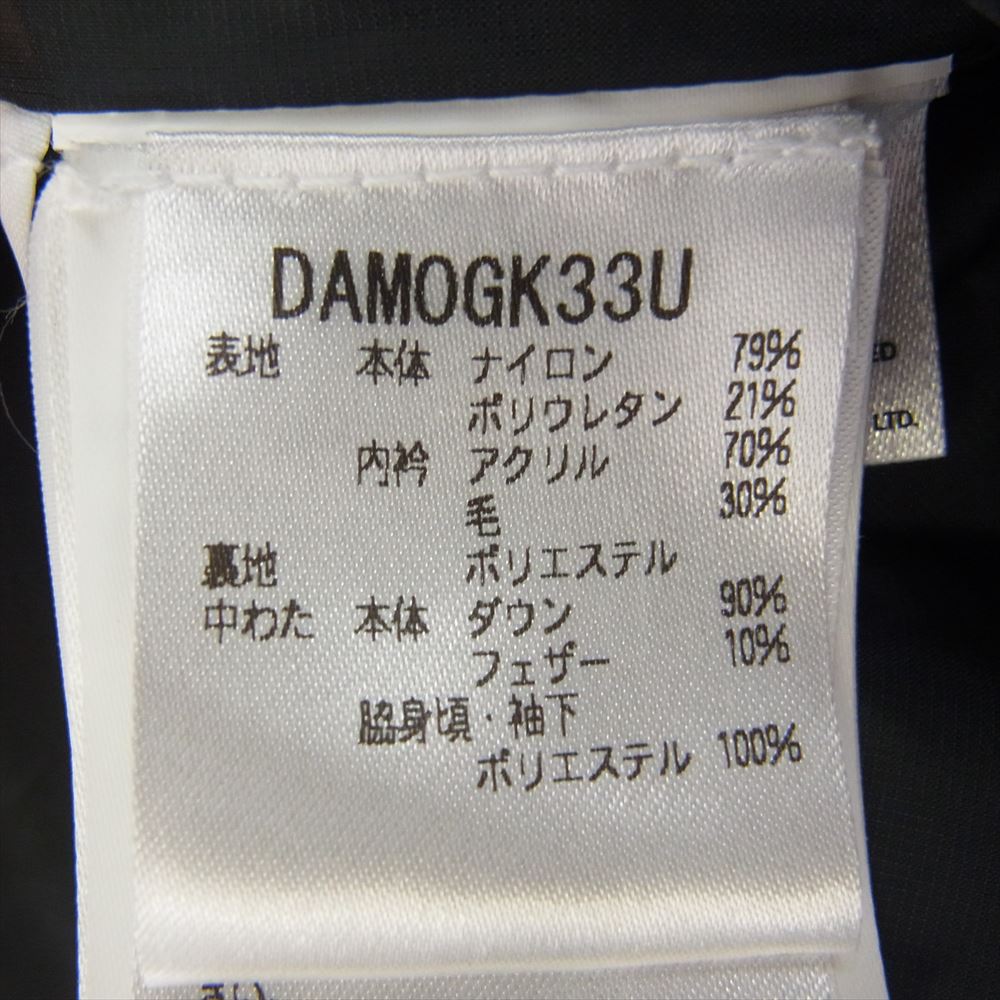 DAMOGK33U
表地 本体 ナイロン 79%
ポリウレタン 21%
内衿 アクリル 70%
毛 30%
裏地 ポリエステル
中わた 本体 ダウン 90%
フェザー 10%
脇身頃・袖下
ポリエステル 100%
LTD.